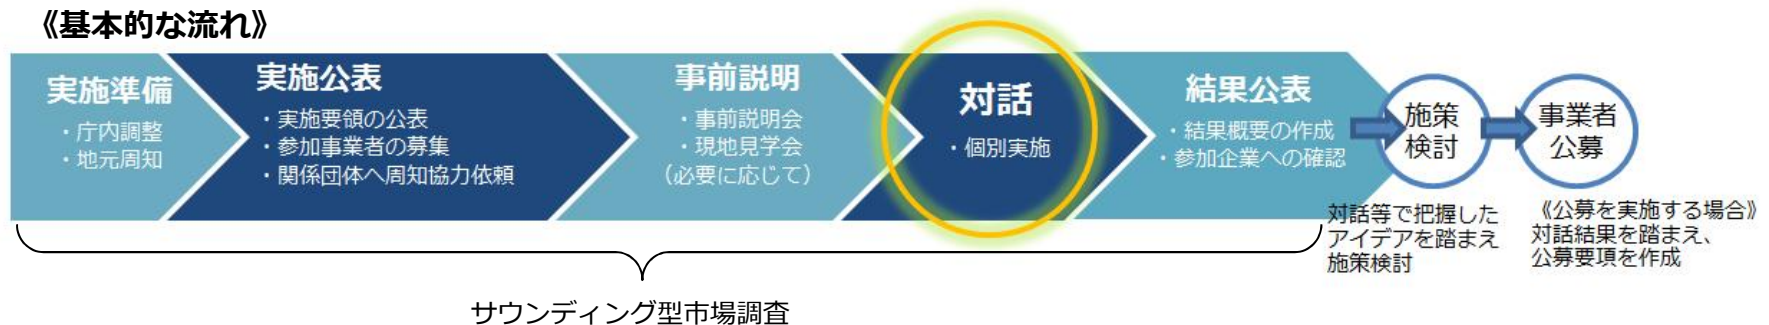 《基本的な流れ》
実施準備
・庁内調整
・地元周知
実施公表
・実施要領の公表
・参加事業者の募集
・関係団体へ周知協力依頼
事前説明
・事前説明会
・現地見学会
（必要に応じて）
対話
・個別実施
結果公表
・結果概要の作成
・参加企業への確認
施策
検討
対話等で把握した
アイデアを踏まえ
施策検討
事業者
公募
《公募を実施する場合》
対話結果を踏まえ、
公募要項を作成
サウンディング型市場調査